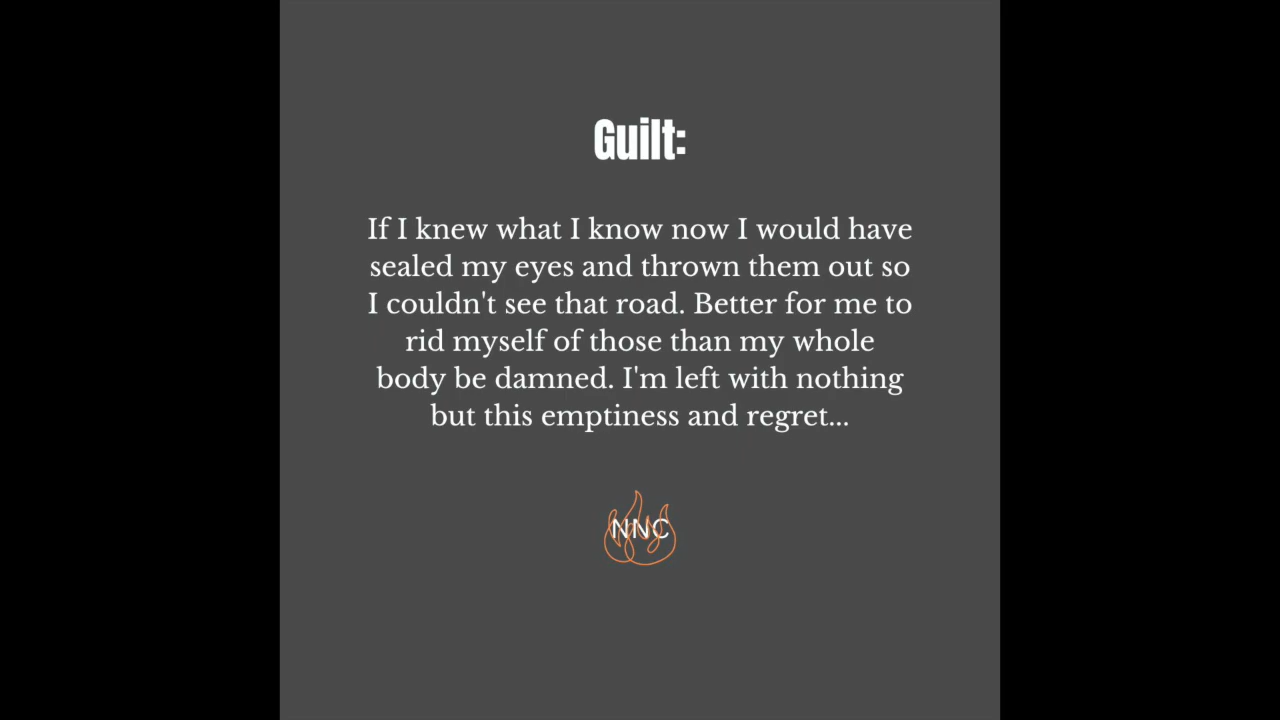 Guilt:
If I knew what I know now I would have
sealed my eyes and thrown them out so
I couldn't see that road. Better for me to
rid myself of those than my whole
body be damned. I'm left with nothing
but this emptiness and regret...
NNC